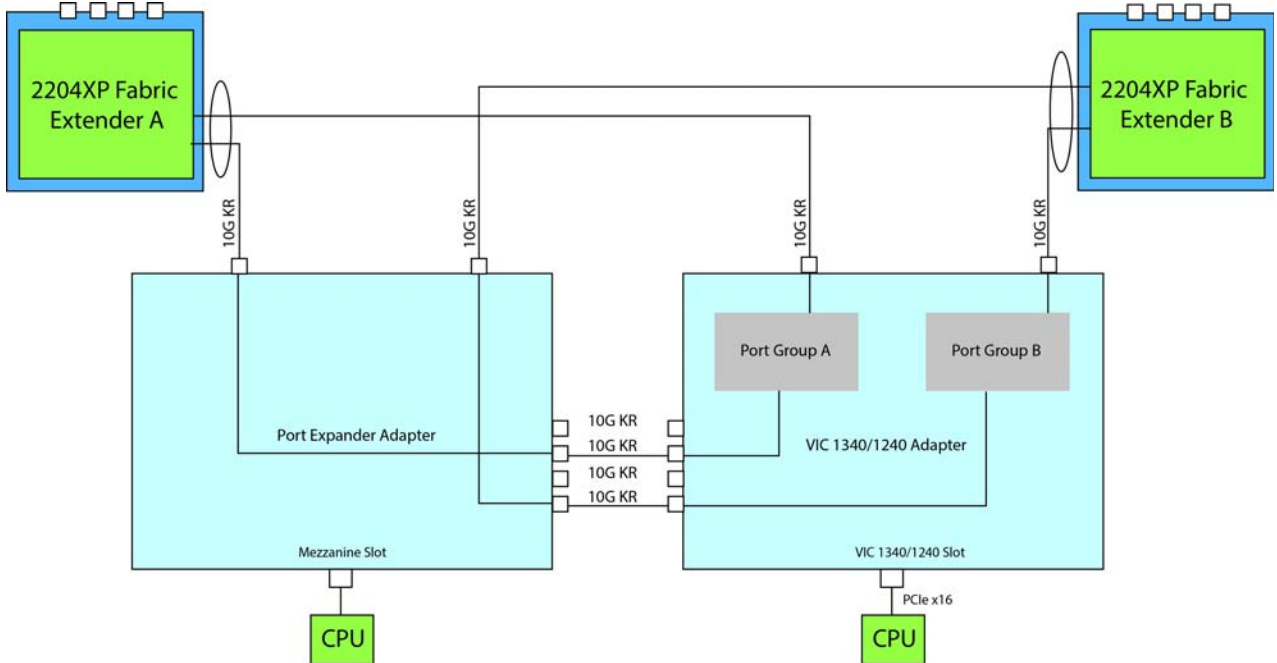 2204XP Fabric
Extender A
2204XP Fabric
Extender B
10G KR
10G KR
10G KR
10G KR
Port Group A
Port Group B
Port Expander Adapter
10G KR
10G KR
10G KR
10G KR
VIC 1340/1240 Adapter
Mezzanine Slot
VIC 1340/1240 Slot
PCIe x16
CPU
CPU